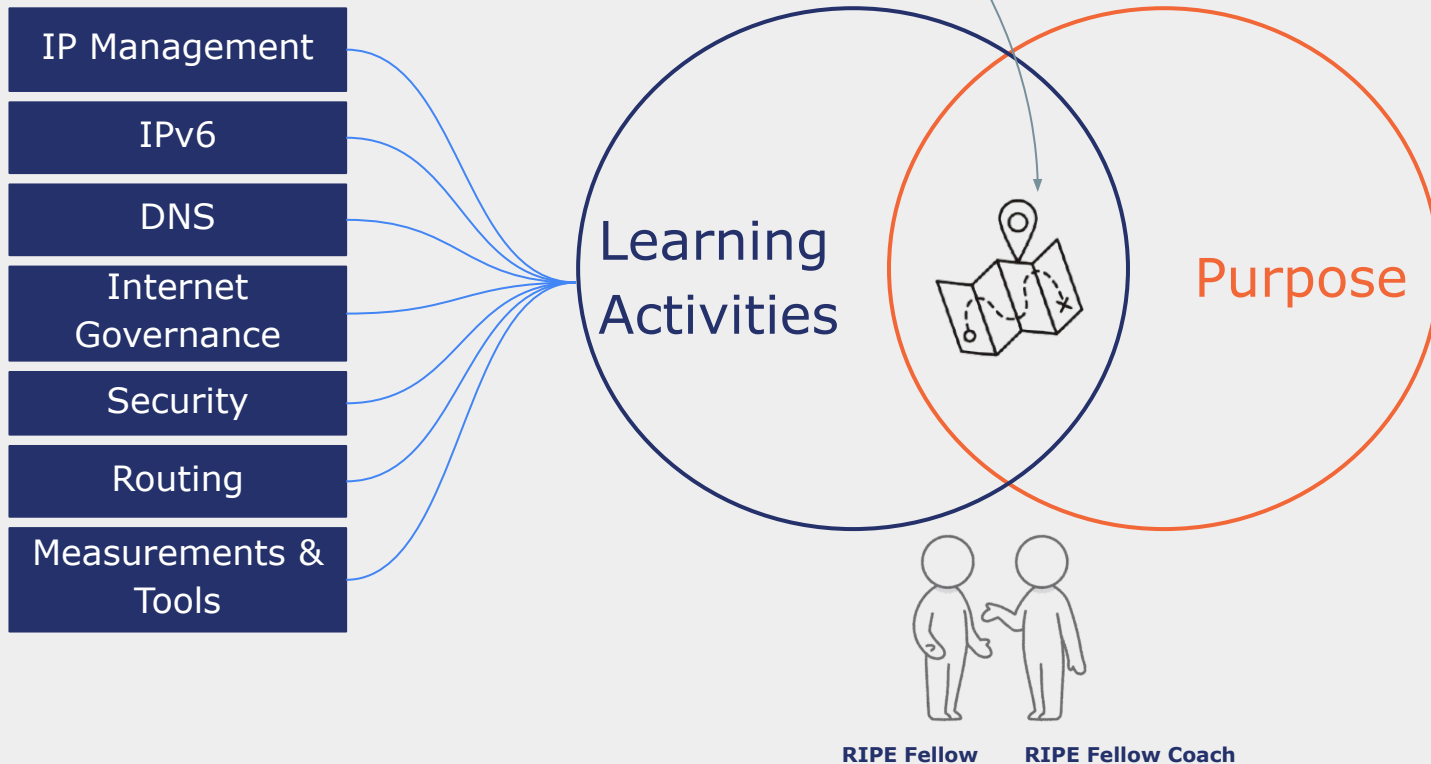 IP Management
IPv6
DNS
Internet
Governance
Security
Routing
Measurements &
Tools
Learning
Activities
Purpose
RIPE Fellow
RIPE Fellow Coach